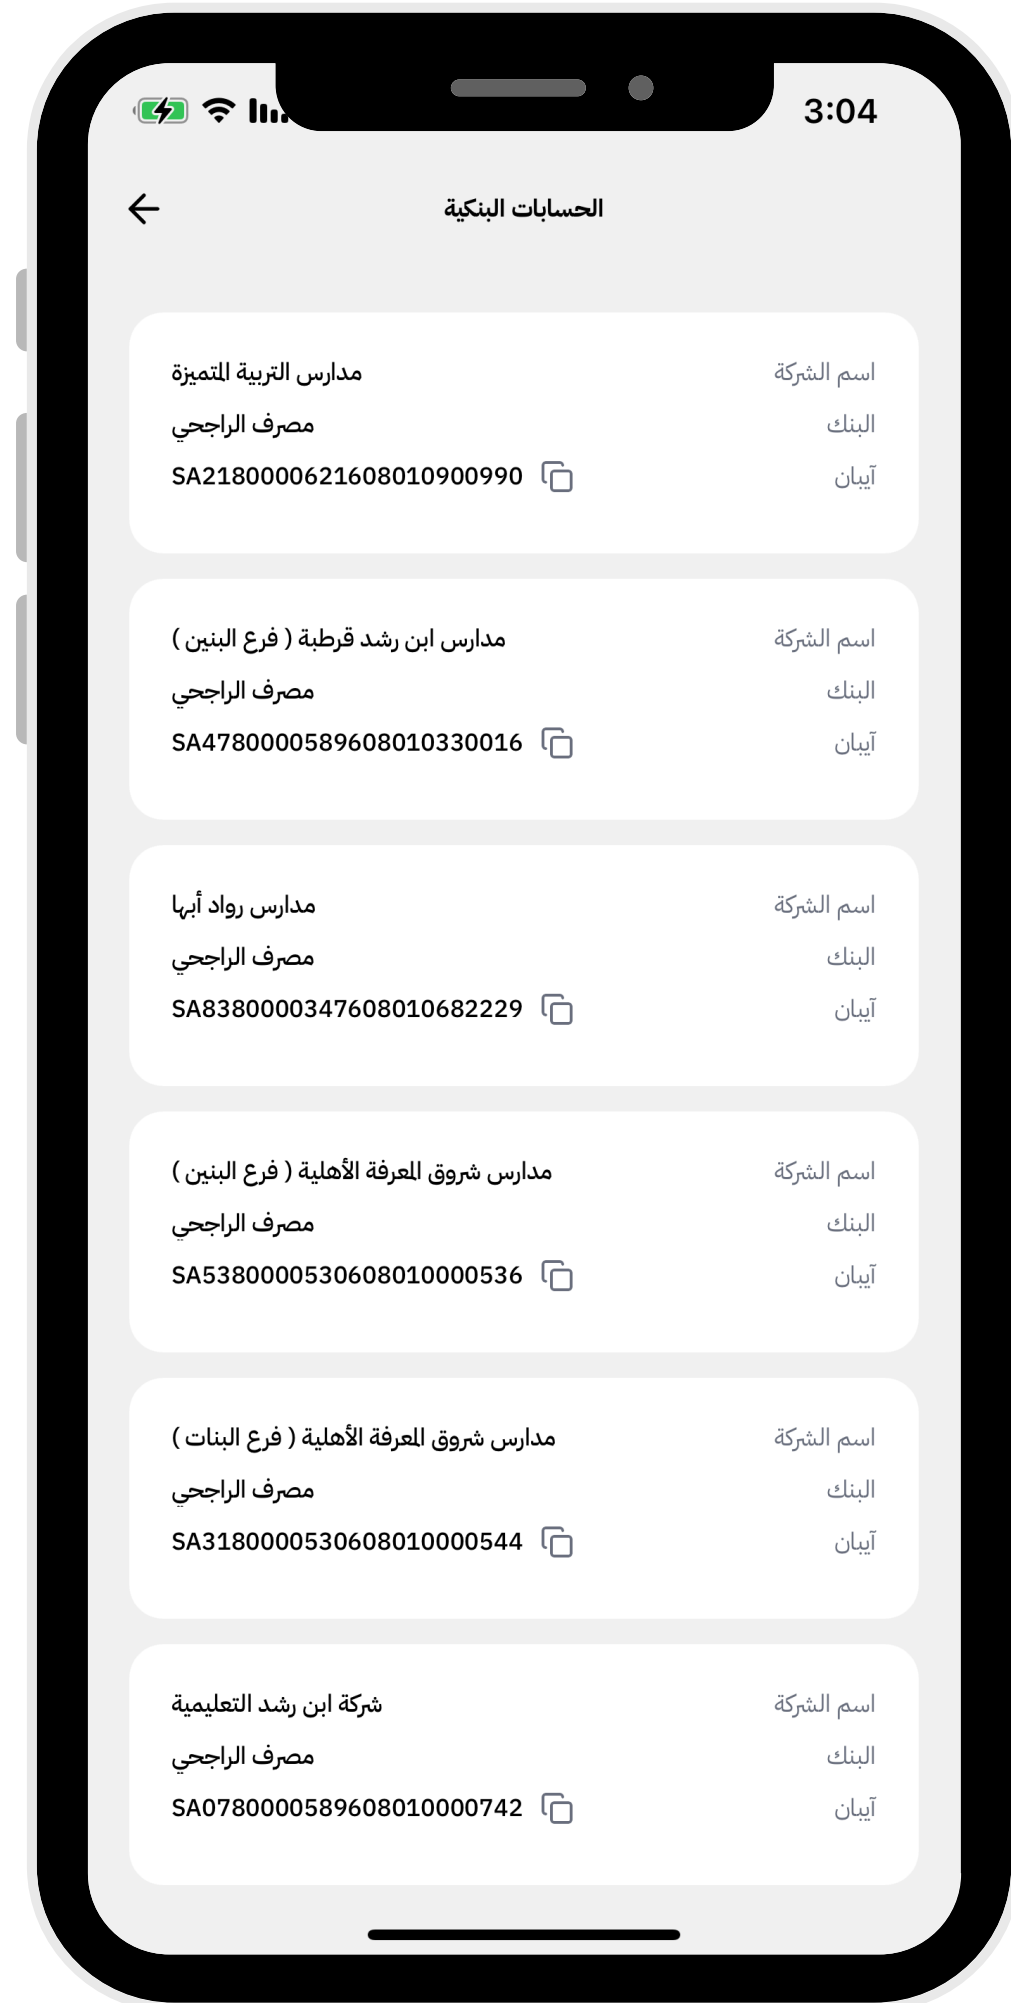 3:04
الحسابات البنكية
اسم الشركة مدارس التربية المتميزة
البنك مصرف الراجحي
آيبان SA2180000621608010900990
اسم الشركة مدارس ابن رشد قرطبة ( فرع البنين )
البنك مصرف الراجحي
آيبان SA4780000589608010330016
اسم الشركة مدارس رواد أبها
البنك مصرف الراجحي
آيبان SA8380000347608010682229
اسم الشركة مدارس شروق المعرفة الأهلية ( فرع البنين )
البنك مصرف الراجحي
آيبان SA5380000530608010000536
اسم الشركة مدارس شروق المعرفة الأهلية ( فرع البنات )
البنك مصرف الراجحي
آيبان SA3180000530608010000544
اسم الشركة شركة ابن رشد التعليمية
البنك مصرف الراجحي
آيبان SA0780000589608010000742